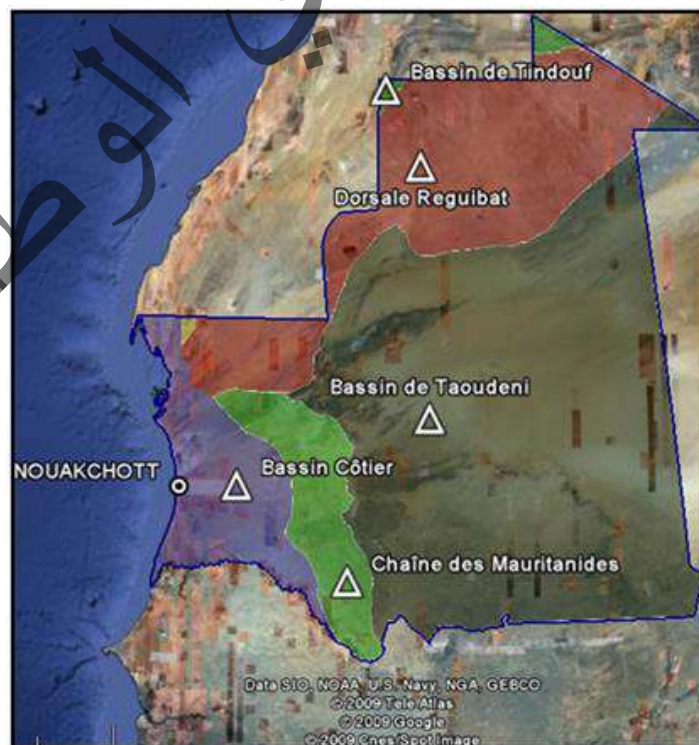 Bassin de Tindouf
Dorsale Reguibat
Bassin de Taoudeni
NOUAKCHOTT
Bassin Côtier
Chaîne des Mauritanides
Data SIO, NOAA, U.S. Navy, NGA, GEBCO
© 2009 Tele Atlas
© 2009 Google
© 2009 Cnes/Spot Image